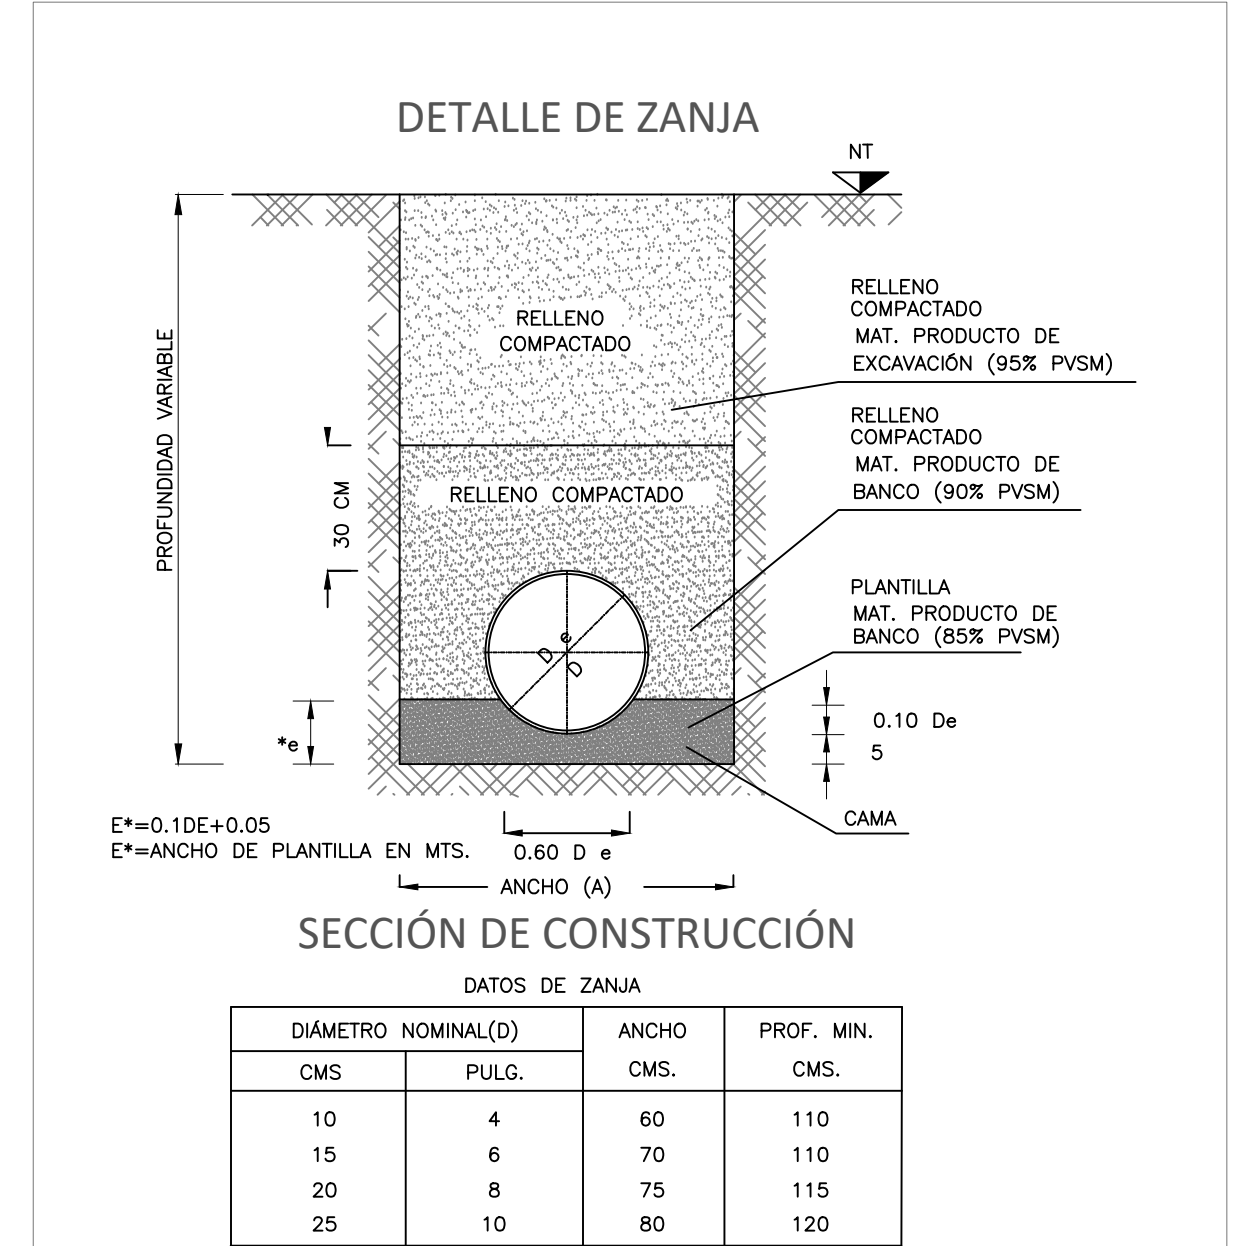 DETALLE DE ZANJA
NT
RELLENO
COMPACTADO
MAT. PRODUCTO DE
EXCAVACIÓN (95% PVSM)
RELLENO
COMPACTADO
PROFUNDIDAD VARIABLE
RELLENO
COMPACTADO
MAT. PRODUCTO DE
BANCO (90% PVSM)
RELLENO COMPACTADO
30 CM
PLANTILLA
MAT. PRODUCTO DE
BANCO (85% PVSM)
D e
D
*e
0.10 De
5
CAMA
E*=0.1DE+0.05
E*=ANCHO DE PLANTILLA EN MTS.
0.60 D e
ANCHO (A)
SECCIÓN DE CONSTRUCCIÓN
DATOS DE ZANJA
DIÁMETRO NOMINAL(D) ANCHO PROF. MIN.
CMS PULG. CMS. CMS.
10 4 60 110
15 6 70 110
20 8 75 115
25 10 80 120